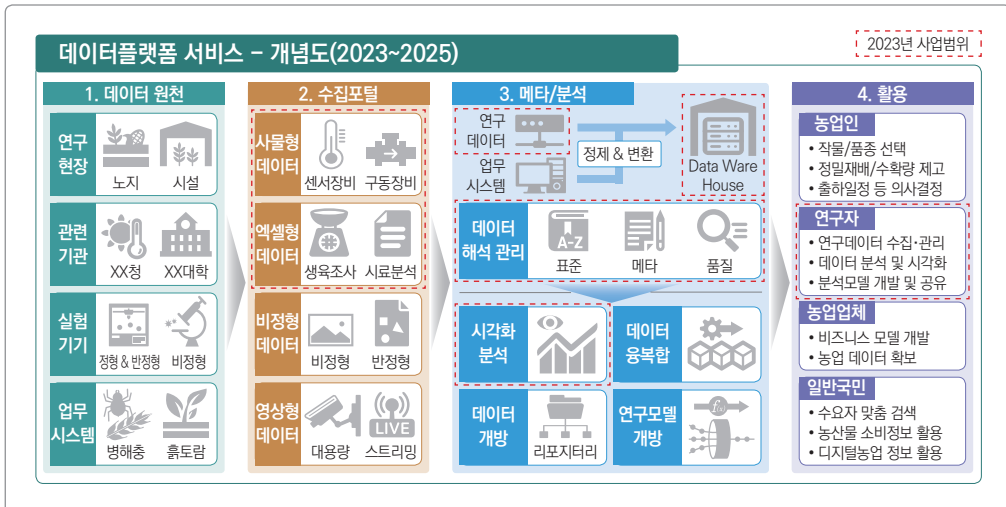 데이터플랫폼 서비스 – 개념도(2023~2025)
2023년 사업범위
1. 데이터 원천
연구
현장
노지
시설
관련
기관
XX청
XX대학
실험
기기
정형 & 반정형
비정형
업무
시스템
병해충
흙토람
2. 수집포털
사물형
데이터
센서장비
구동장비
엑셀형
데이터
생육조사
시료분석
비정형
데이터
비정형
반정형
영상형
데이터
대용량
LIVE
스트리밍
3. 메타/분석
연구
데이터
업무
시스템
정제 & 변환
Data Ware
House
데이터
해석 관리
A-Z
표준
메타
품질
시각화
분석
데이터
융복합
데이터
개방
리포지터리
연구모델
개방
f(x)
4. 활용
농업인
• 작물/품종 선택
• 정밀재배/수확량 제고
• 출하일정 등 의사결정
연구자
• 연구데이터 수집·관리
• 데이터 분석 및 시각화
• 분석모델 개발 및 공유
농업업체
• 비즈니스 모델 개발
• 농업 데이터 확보
일반국민
• 수요자 맞춤 검색
• 농산물 소비정보 활용
• 디지털농업 정보 활용